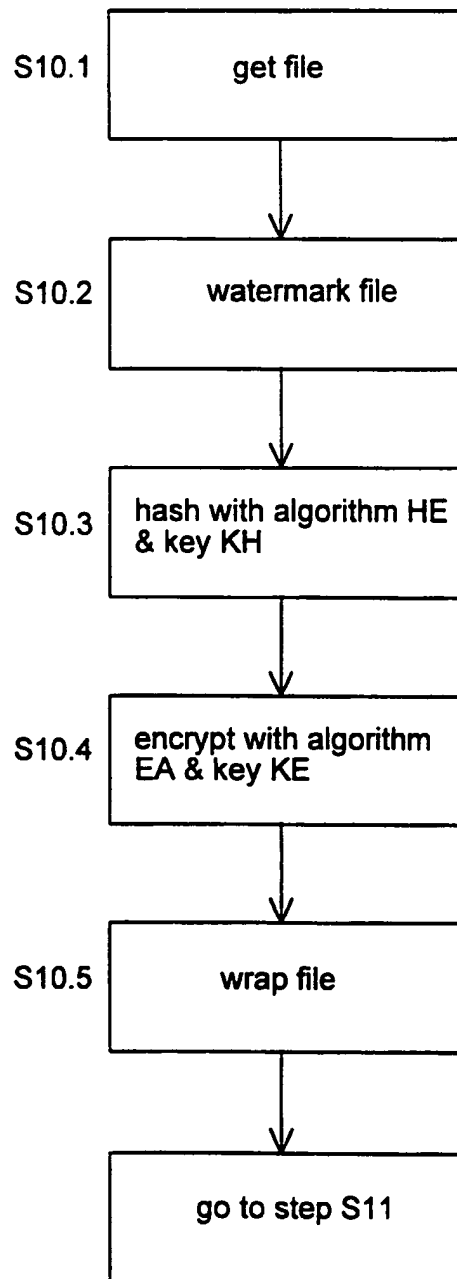 S10.1
get file
S10.2
watermark file
S10.3
hash with algorithm HE
& key KH
S10.4
encrypt with algorithm
EA & key KE
S10.5
wrap file
go to step S11